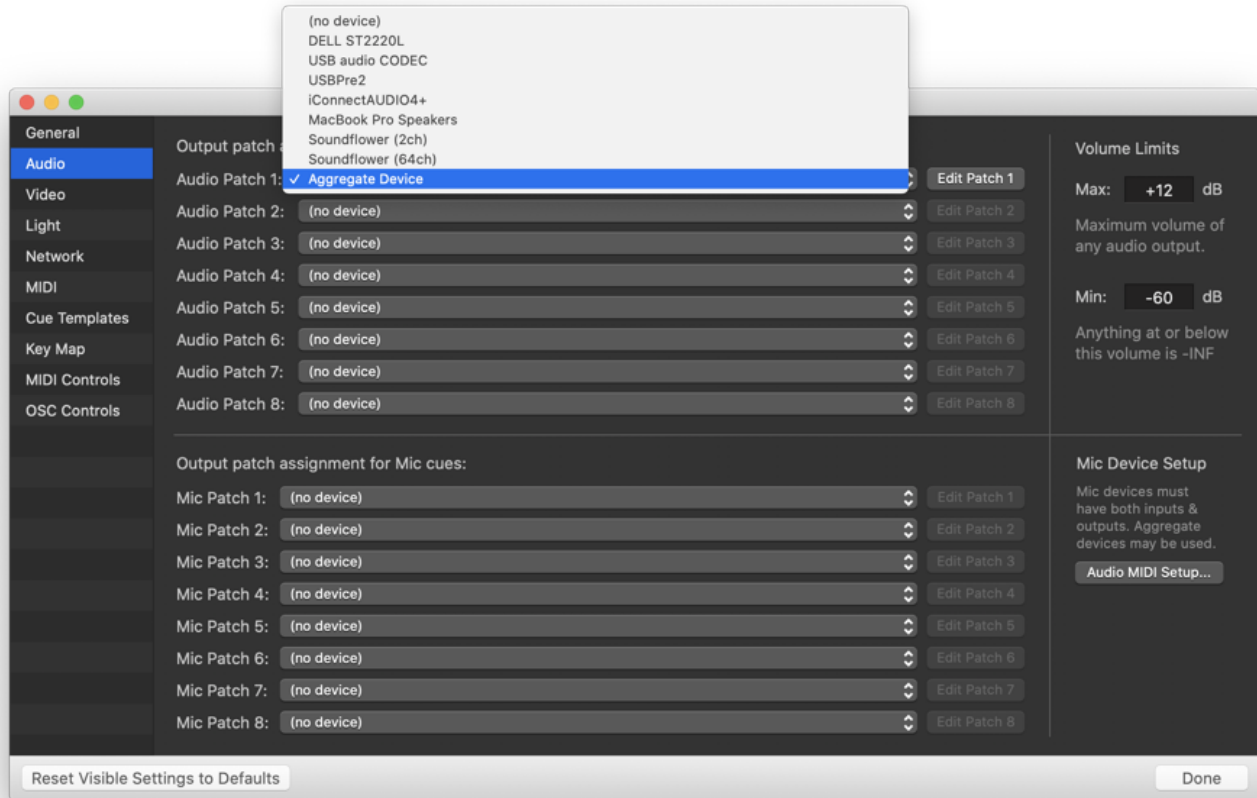 (no device)
DELL ST2220L
USB audio CODEC
USBPre2
iConnectAUDIO4+
MacBook Pro Speakers
Soundflower (2ch)
Soundflower (64ch)
✓ Aggregate Device
General
Audio
Video
Light
Network
MIDI
Cue Templates
Key Map
MIDI Controls
OSC Controls
Output patch
Audio Patch 1:
Edit Patch 1
Audio Patch 2: (no device) Edit Patch 2
Audio Patch 3: (no device) Edit Patch 3
Audio Patch 4: (no device) Edit Patch 4
Audio Patch 5: (no device) Edit Patch 5
Audio Patch 6: (no device) Edit Patch 6
Audio Patch 7: (no device) Edit Patch 7
Audio Patch 8: (no device) Edit Patch 8
Output patch assignment for Mic cues:
Mic Patch 1: (no device) Edit Patch 1
Mic Patch 2: (no device) Edit Patch 2
Mic Patch 3: (no device) Edit Patch 3
Mic Patch 4: (no device) Edit Patch 4
Mic Patch 5: (no device) Edit Patch 5
Mic Patch 6: (no device) Edit Patch 6
Mic Patch 7: (no device) Edit Patch 7
Mic Patch 8: (no device) Edit Patch 8
Volume Limits
Max: +12 dB
Maximum volume of
any audio output.
Min: -60 dB
Anything at or below
this volume is -INF
Mic Device Setup
Mic devices must
have both inputs &
outputs. Aggregate
devices may be used.
Audio MIDI Setup...
Reset Visible Settings to Defaults
Done